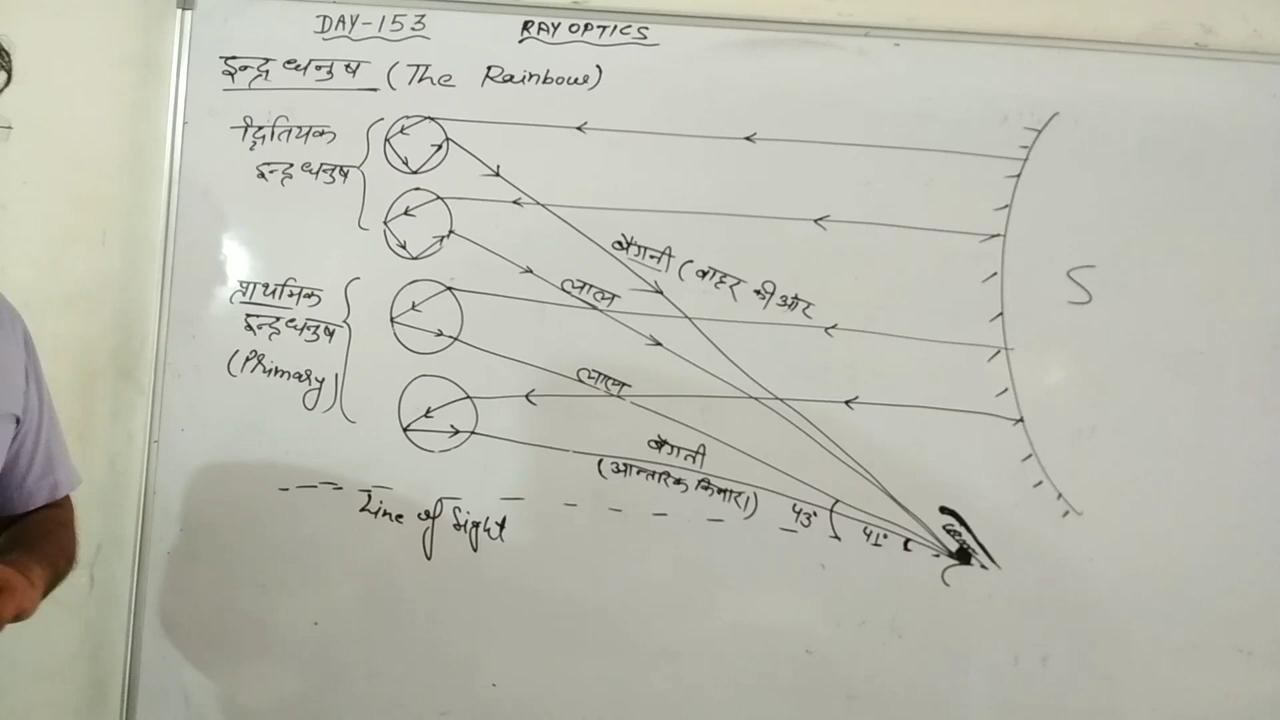 DAY-153
RAY OPTICS
इन्द्र धनुष (The Rainbow)
द्वितियक
इन्द्र धनुष
बैंगनी (बाहर की ओर
लाल
S
प्राथमिक
इन्द्र धनुष
(Primary)
लाल
बैंगनी
(आन्तरिक किनारा)
Line of Sight
43°
41°